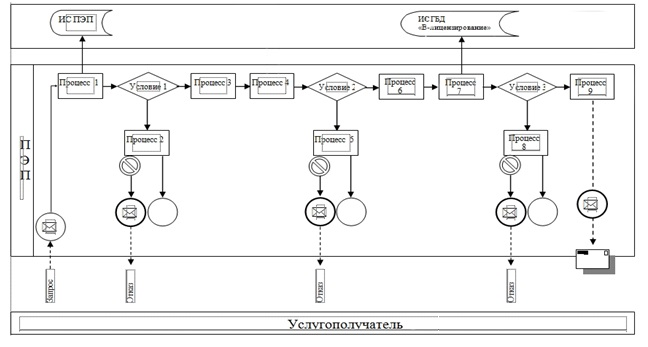 ИС ПЭП
ИС ГБД
«Е-лицензирование»
Процесс 1
Условие 1
Процесс 3
Процесс 4
Условие 2
Процесс
6
Процесс
7
Условие 3
Процесс
9
Процесс 2
Процесс 5
Процесс
8
ПЭП
Запрос
Отказ
Отказ
Отказ
Услугополучатель